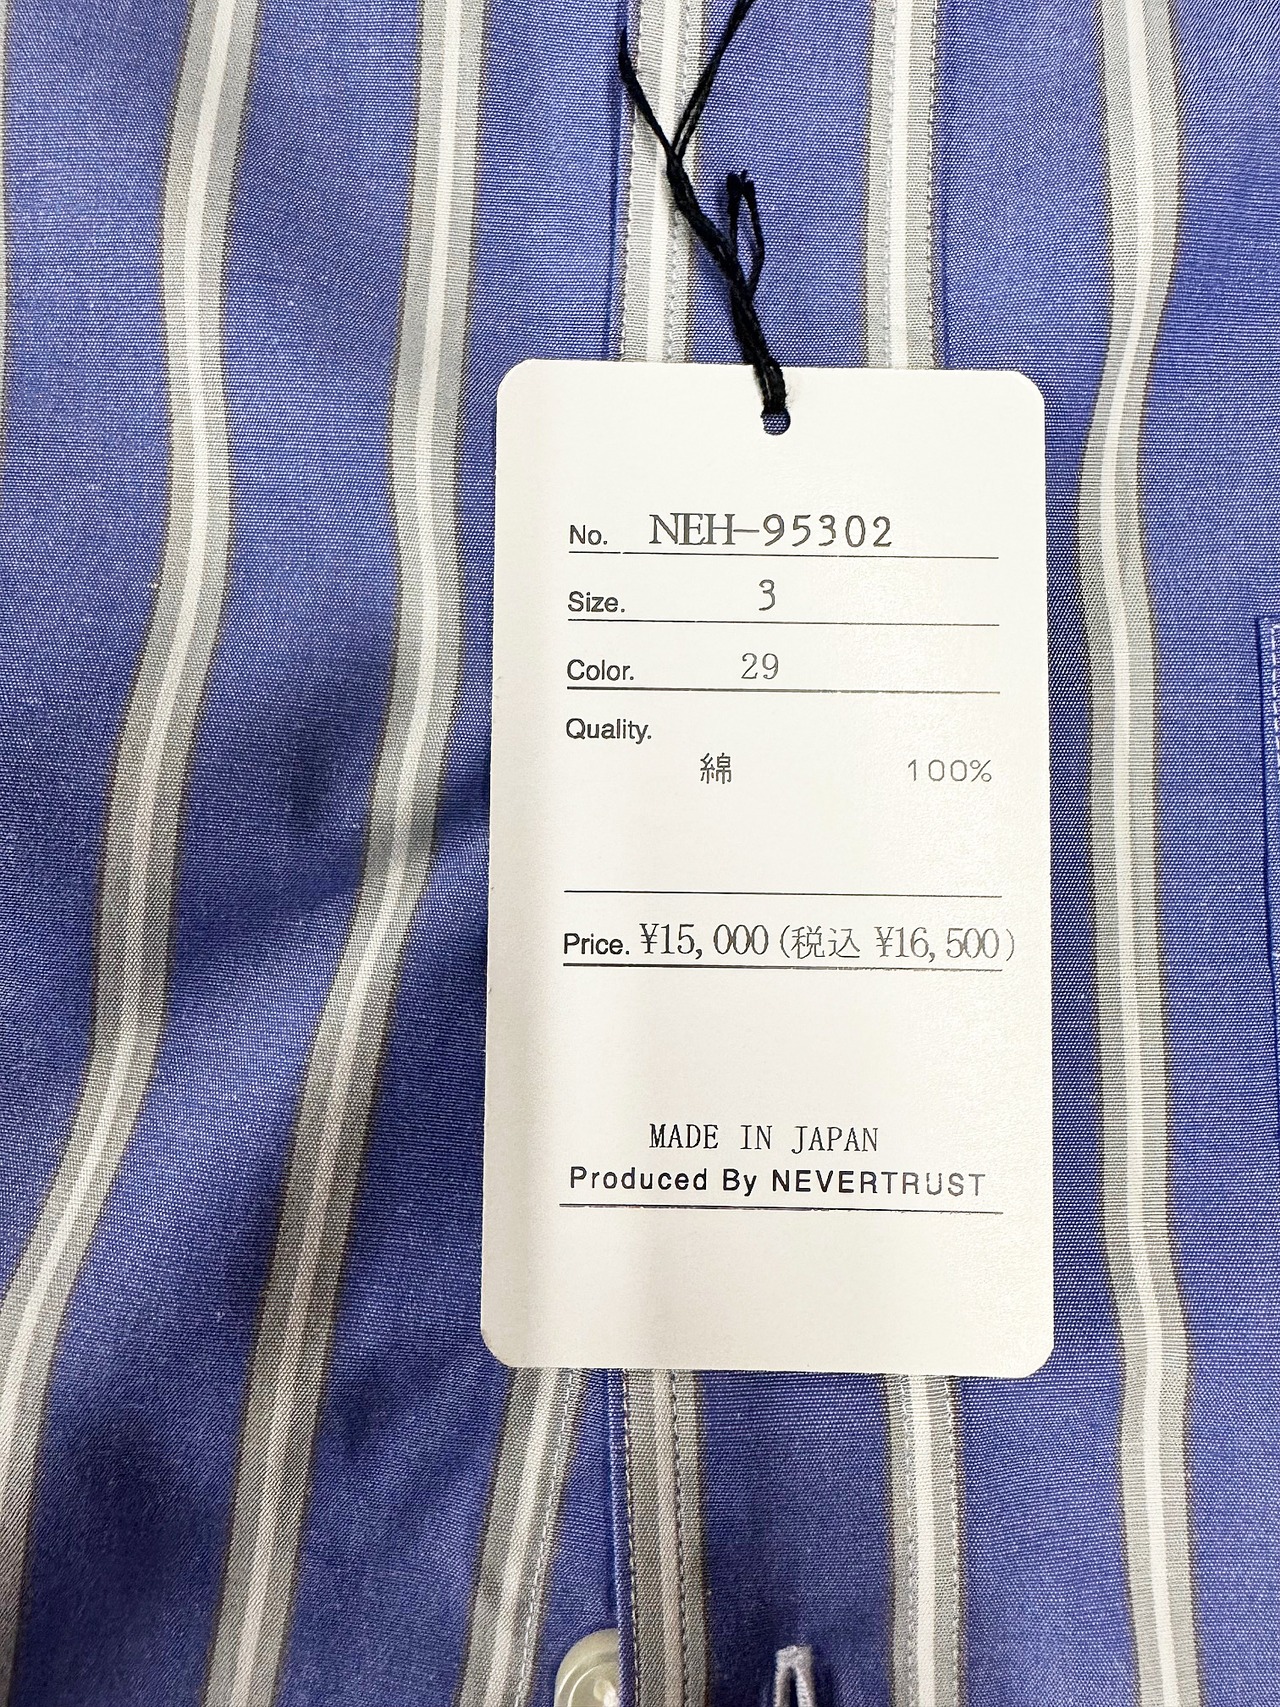 No. NEH-95302
Size. 3
Color. 29
Quality.
綿 100%
Price. ¥15,000 (税込 ¥16,500)
MADE IN JAPAN
Produced By NEVERTRUST